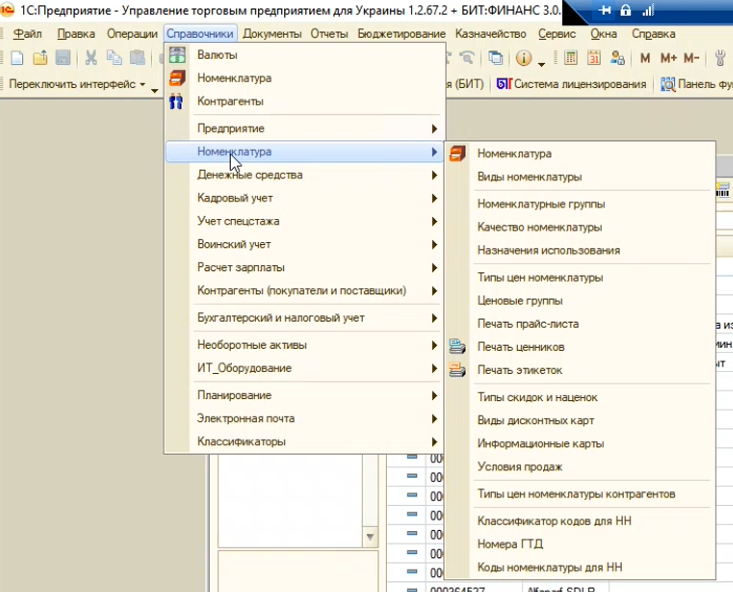 1С:Предприятие - Управление торговым предприятием для Украины 1.2.67.2 + БИТ:ФИНАНС 3.0.
Файл Правка Операции Справочники Документы Отчеты Бюджетирование Казначейство Сервис Окна Справка
M M+ M-
Переключить интерфейс (БИТ) Система лицензирования Панель фу
Валюты
Номенклатура
Контрагенты
Предприятие
Номенклатура
Денежные средства
Кадровый учет
Учет спецстажа
Воинский учет
Расчет зарплаты
Контрагенты (покупатели и поставщики)
Бухгалтерский и налоговый учет
Необоротные активы
ИТ_Оборудование
Планирование
Электронная почта
Классификаторы
Номенклатура
Виды номенклатуры
Номенклатурные группы
Качество номенклатуры
Назначения использования
Типы цен номенклатуры
Ценовые группы
Печать прайс-листа
Печать ценников
Печать этикеток
Типы скидок и наценок
Виды дисконтных карт
Информационные карты
Условия продаж
Типы цен номенклатуры контрагентов
Классификатор кодов для НН
Номера ГТД
Коды номенклатуры для НН